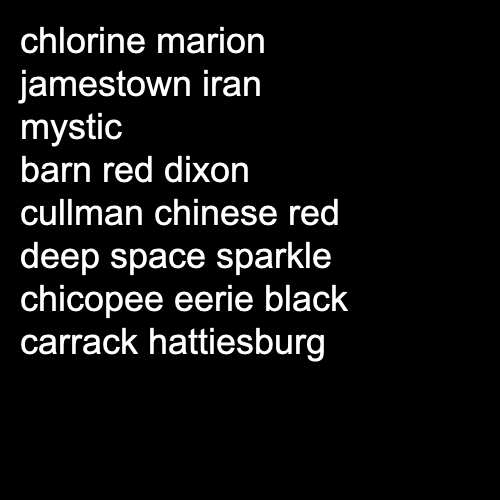 chlorine marion
jamestown iran
mystic
barn red dixon
cullman chinese red
deep space sparkle
chicopee eerie black
carrack hattiesburg